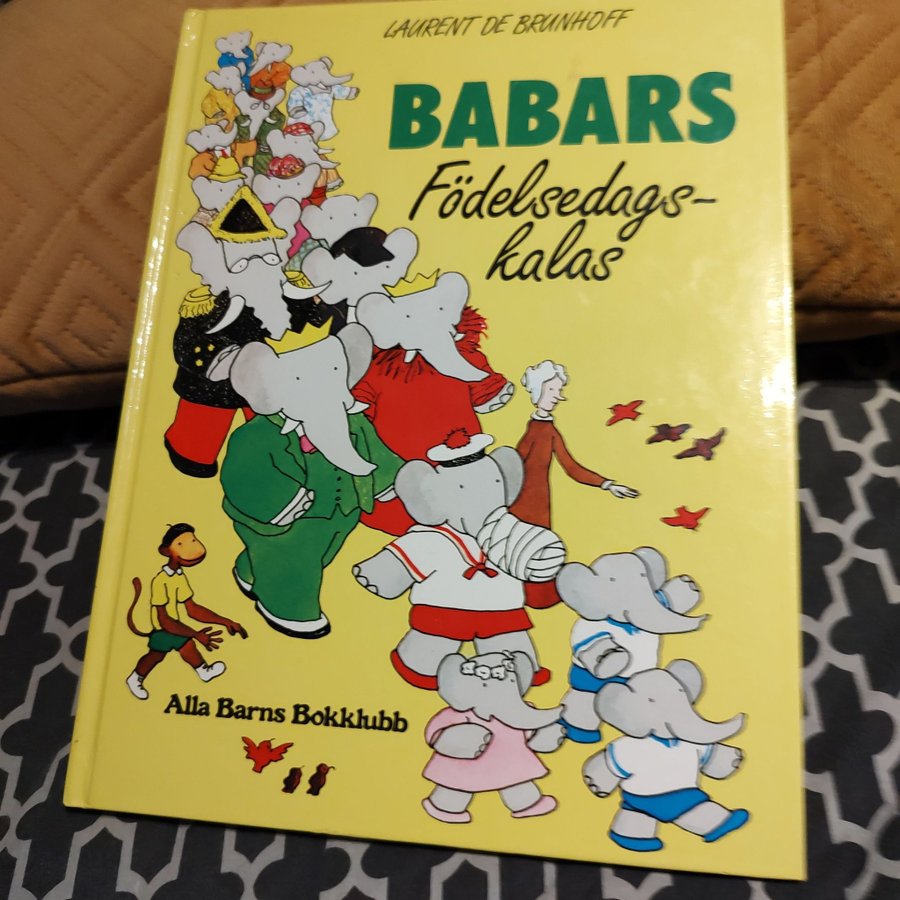 LAURENT DE BRUNHOFF
BABARS
Födelsedags-
kalas
Alla Barns Bokklubb